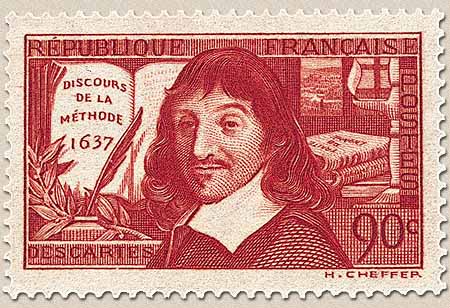 RÉPUBLIQUE FRANÇAISE
DISCOURS
DE LA
MÉTHODE
1637
POSTES
DESCARTES
90c
H. CHEFFER